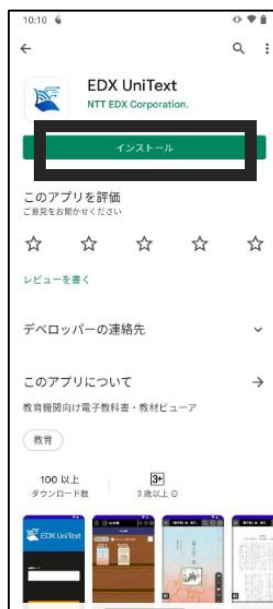 10:10
EDX UniText
NTT EDX Corporation.
インストール
このアプリを評価
ご意見をお聞かせください
レビューを書く
デベロッパーの連絡先
このアプリについて
教育機関向け電子教科書・教材ビューア
教育
100 以上
ダウンロード数
3+
3 歳以上
EDX UniText